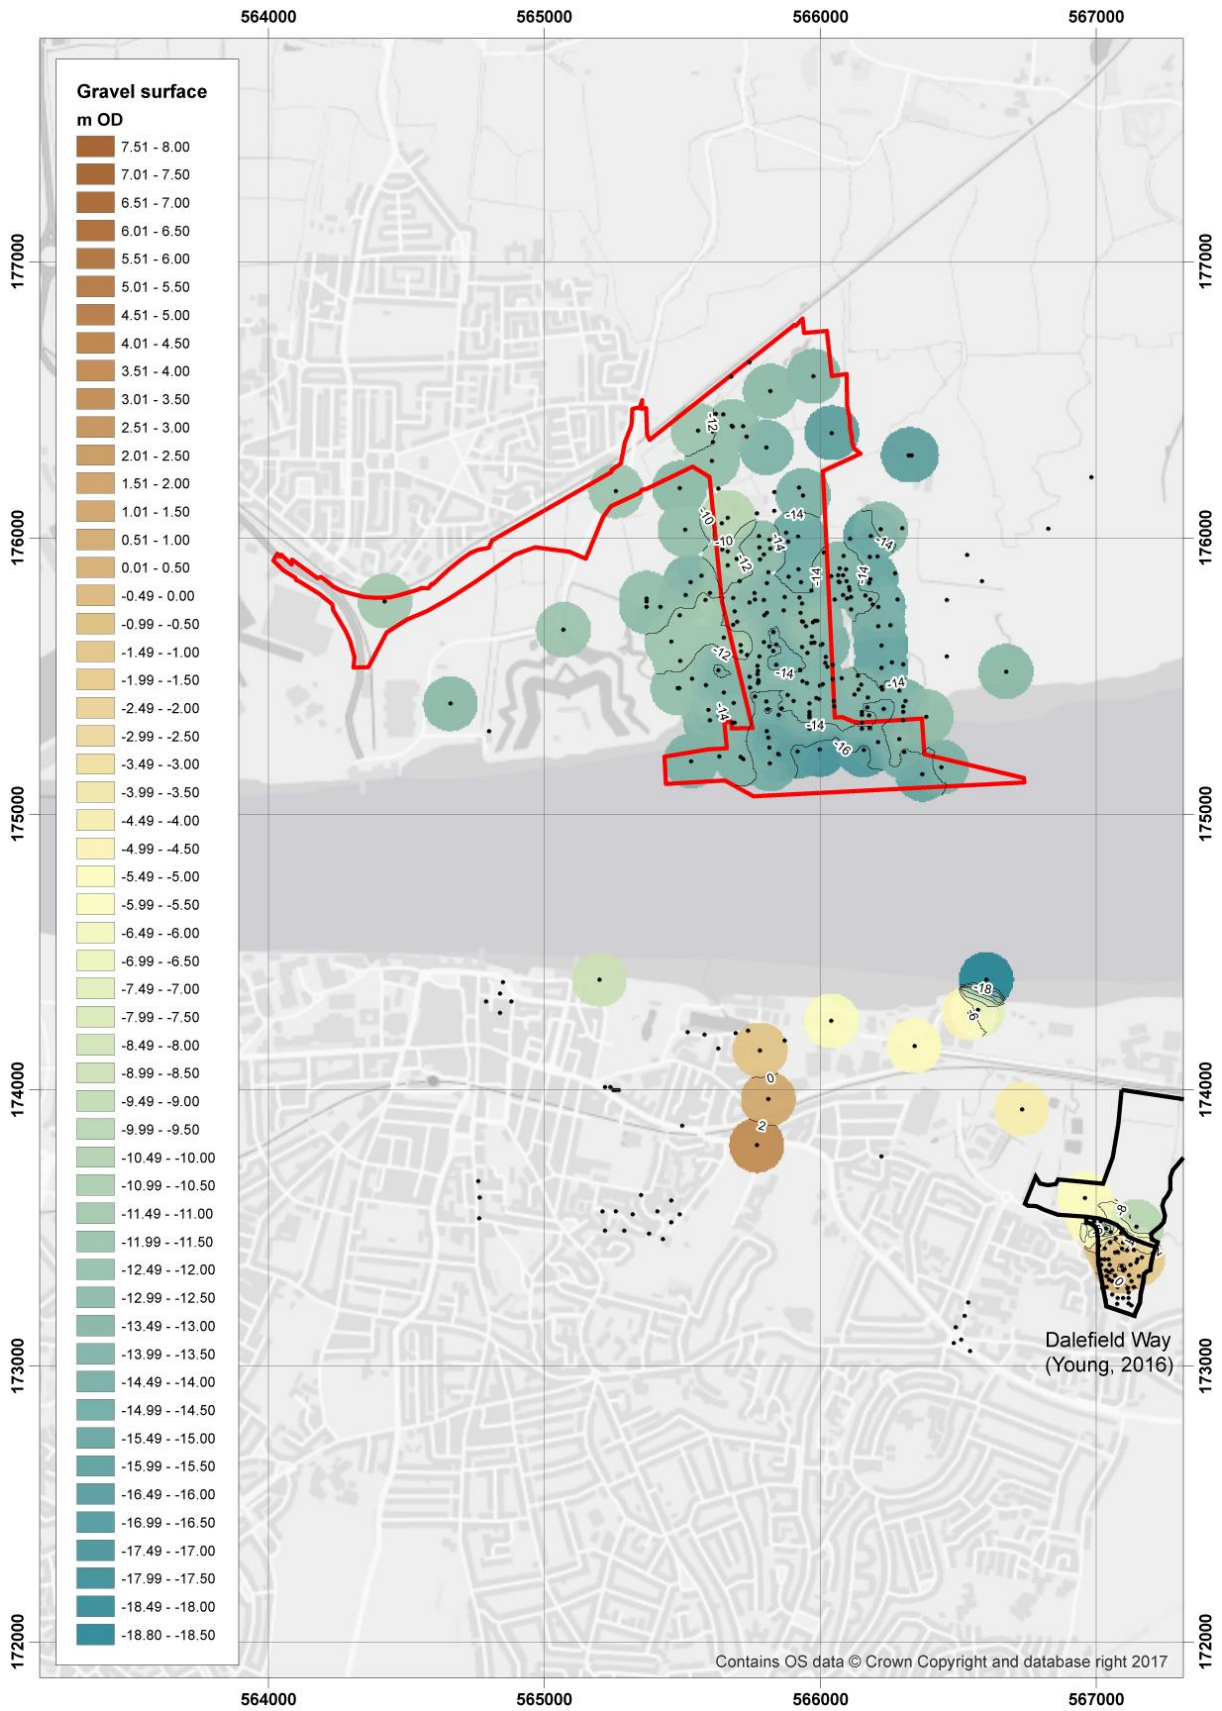 564000 565000 566000 567000
Gravel surface
m OD
7.51 - 8.00
7.01 - 7.50
6.51 - 7.00
6.01 - 6.50
5.51 - 6.00
5.01 - 5.50
4.51 - 5.00
4.01 - 4.50
3.51 - 4.00
3.01 - 3.50
2.51 - 3.00
2.01 - 2.50
1.51 - 2.00
1.01 - 1.50
0.51 - 1.00
0.01 - 0.50
-0.49 - 0.00
-0.99 - -0.50
-1.49 - -1.00
-1.99 - -1.50
-2.49 - -2.00
-2.99 - -2.50
-3.49 - -3.00
-3.99 - -3.50
-4.49 - -4.00
-4.99 - -4.50
-5.49 - -5.00
-5.99 - -5.50
-6.49 - -6.00
-6.99 - -6.50
-7.49 - -7.00
-7.99 - -7.50
-8.49 - -8.00
-8.99 - -8.50
-9.49 - -9.00
-9.99 - -9.50
-10.49 - -10.00
-10.99 - -10.50
-11.49 - -11.00
-11.99 - -11.50
-12.49 - -12.00
-12.99 - -12.50
-13.49 - -13.00
-13.99 - -13.50
-14.49 - -14.00
-14.99 - -14.50
-15.49 - -15.00
-15.99 - -15.50
-16.49 - -16.00
-16.99 - -16.50
-17.49 - -17.00
-17.99 - -17.50
-18.49 - -18.00
-18.80 - -18.50
177000 177000
-12
-10
-14
176000 176000
-10
-14
-14
-12
-14
-14
-12
-14
-14
-14
-14
-16
175000 175000
-18
-6
0
174000 174000
2
-8
0
Dalefield Way
(Young, 2016)
173000 173000
172000 172000
Contains OS data © Crown Copyright and database right 2017
564000 565000 566000 567000